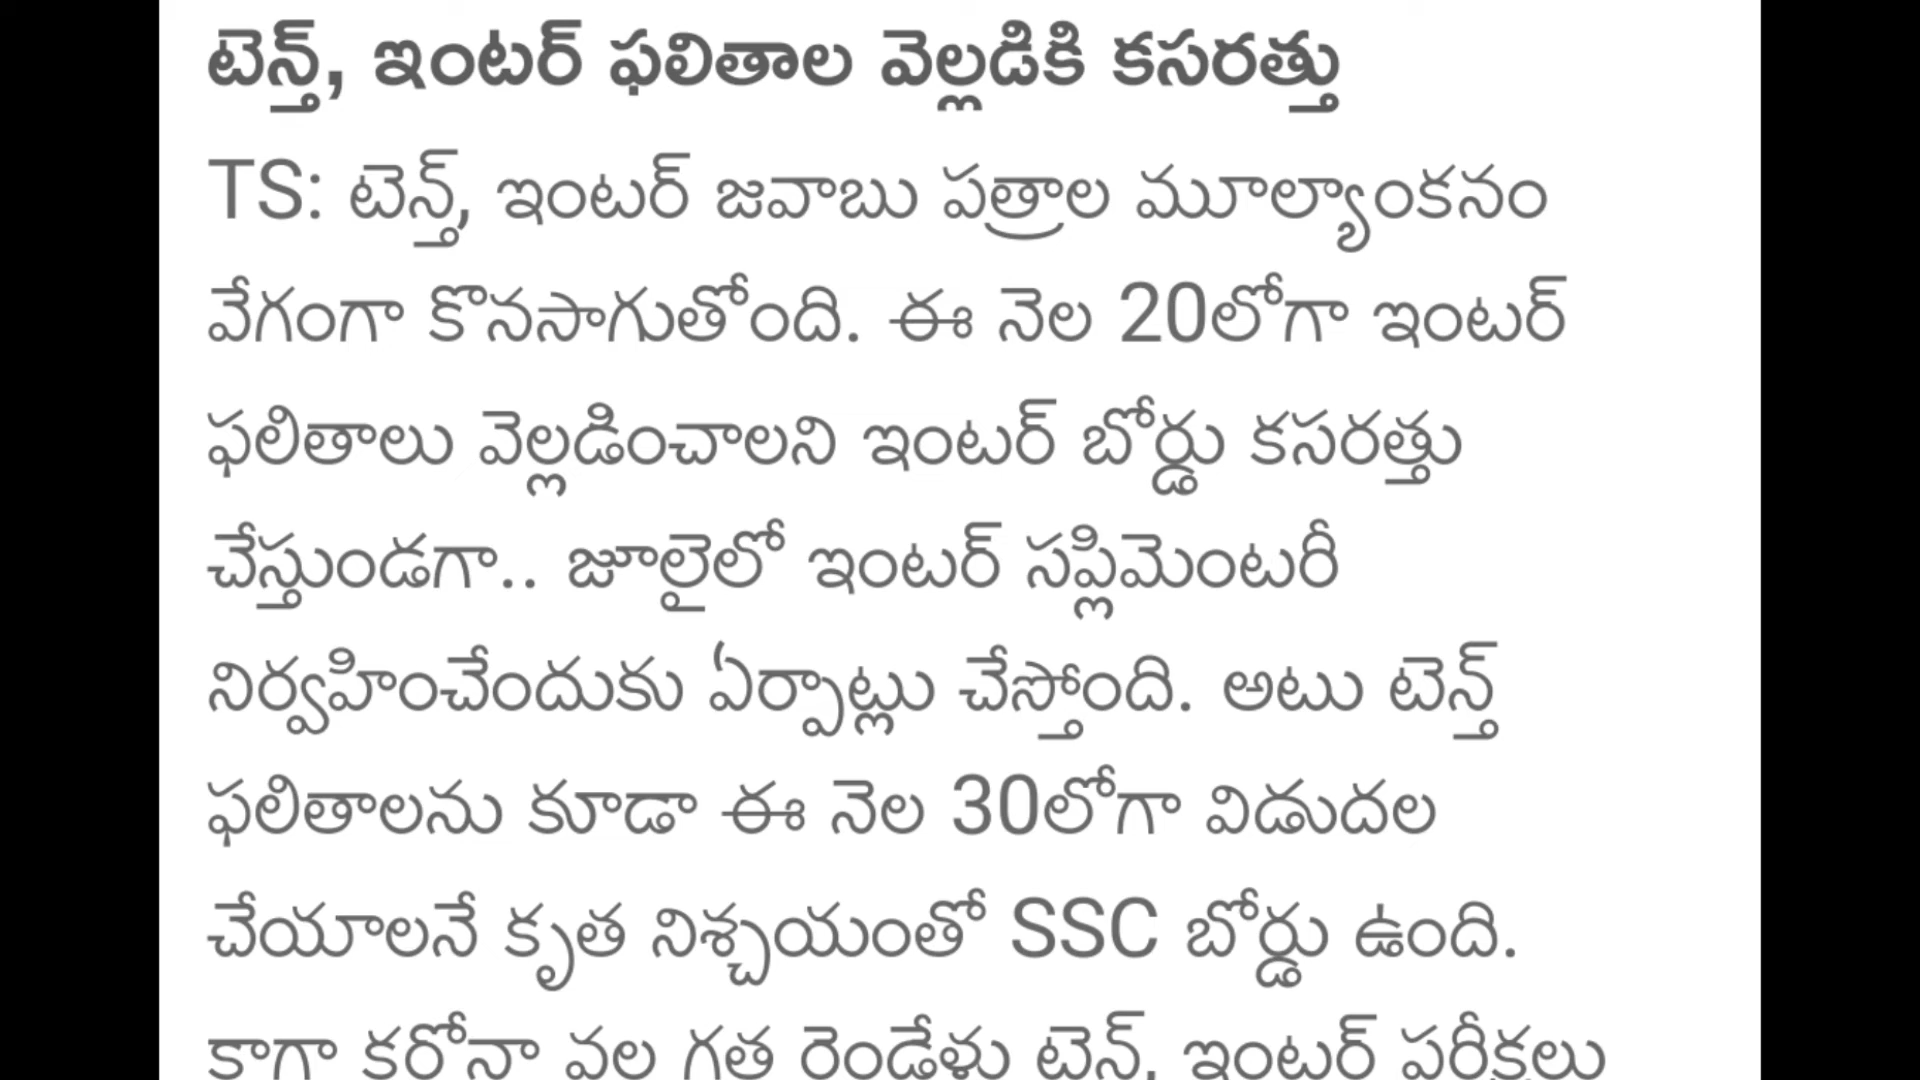 టెన్త్, ఇంటర్ ఫలితాల వెల్లడికి కసరత్తు
TS: టెన్త్, ఇంటర్ జవాబు పత్రాల మూల్యాంకనం
వేగంగా కొనసాగుతోంది. ఈ నెల 20లోగా ఇంటర్
ఫలితాలు వెల్లడించాలని ఇంటర్ బోర్డు కసరత్తు
చేస్తుండగా.. జూలైలో ఇంటర్ సప్లిమెంటరీ
నిర్వహించేందుకు ఏర్పాట్లు చేస్తోంది. అటు టెన్త్
ఫలితాలను కూడా ఈ నెల 30లోగా విడుదల
చేయాలనే కృత నిశ్చయంతో SSC బోర్డు ఉంది.
కాగా కరోనా వల్ల గత రెండేళ్లు టెన్త్, ఇంటర్ పరీక్షలు